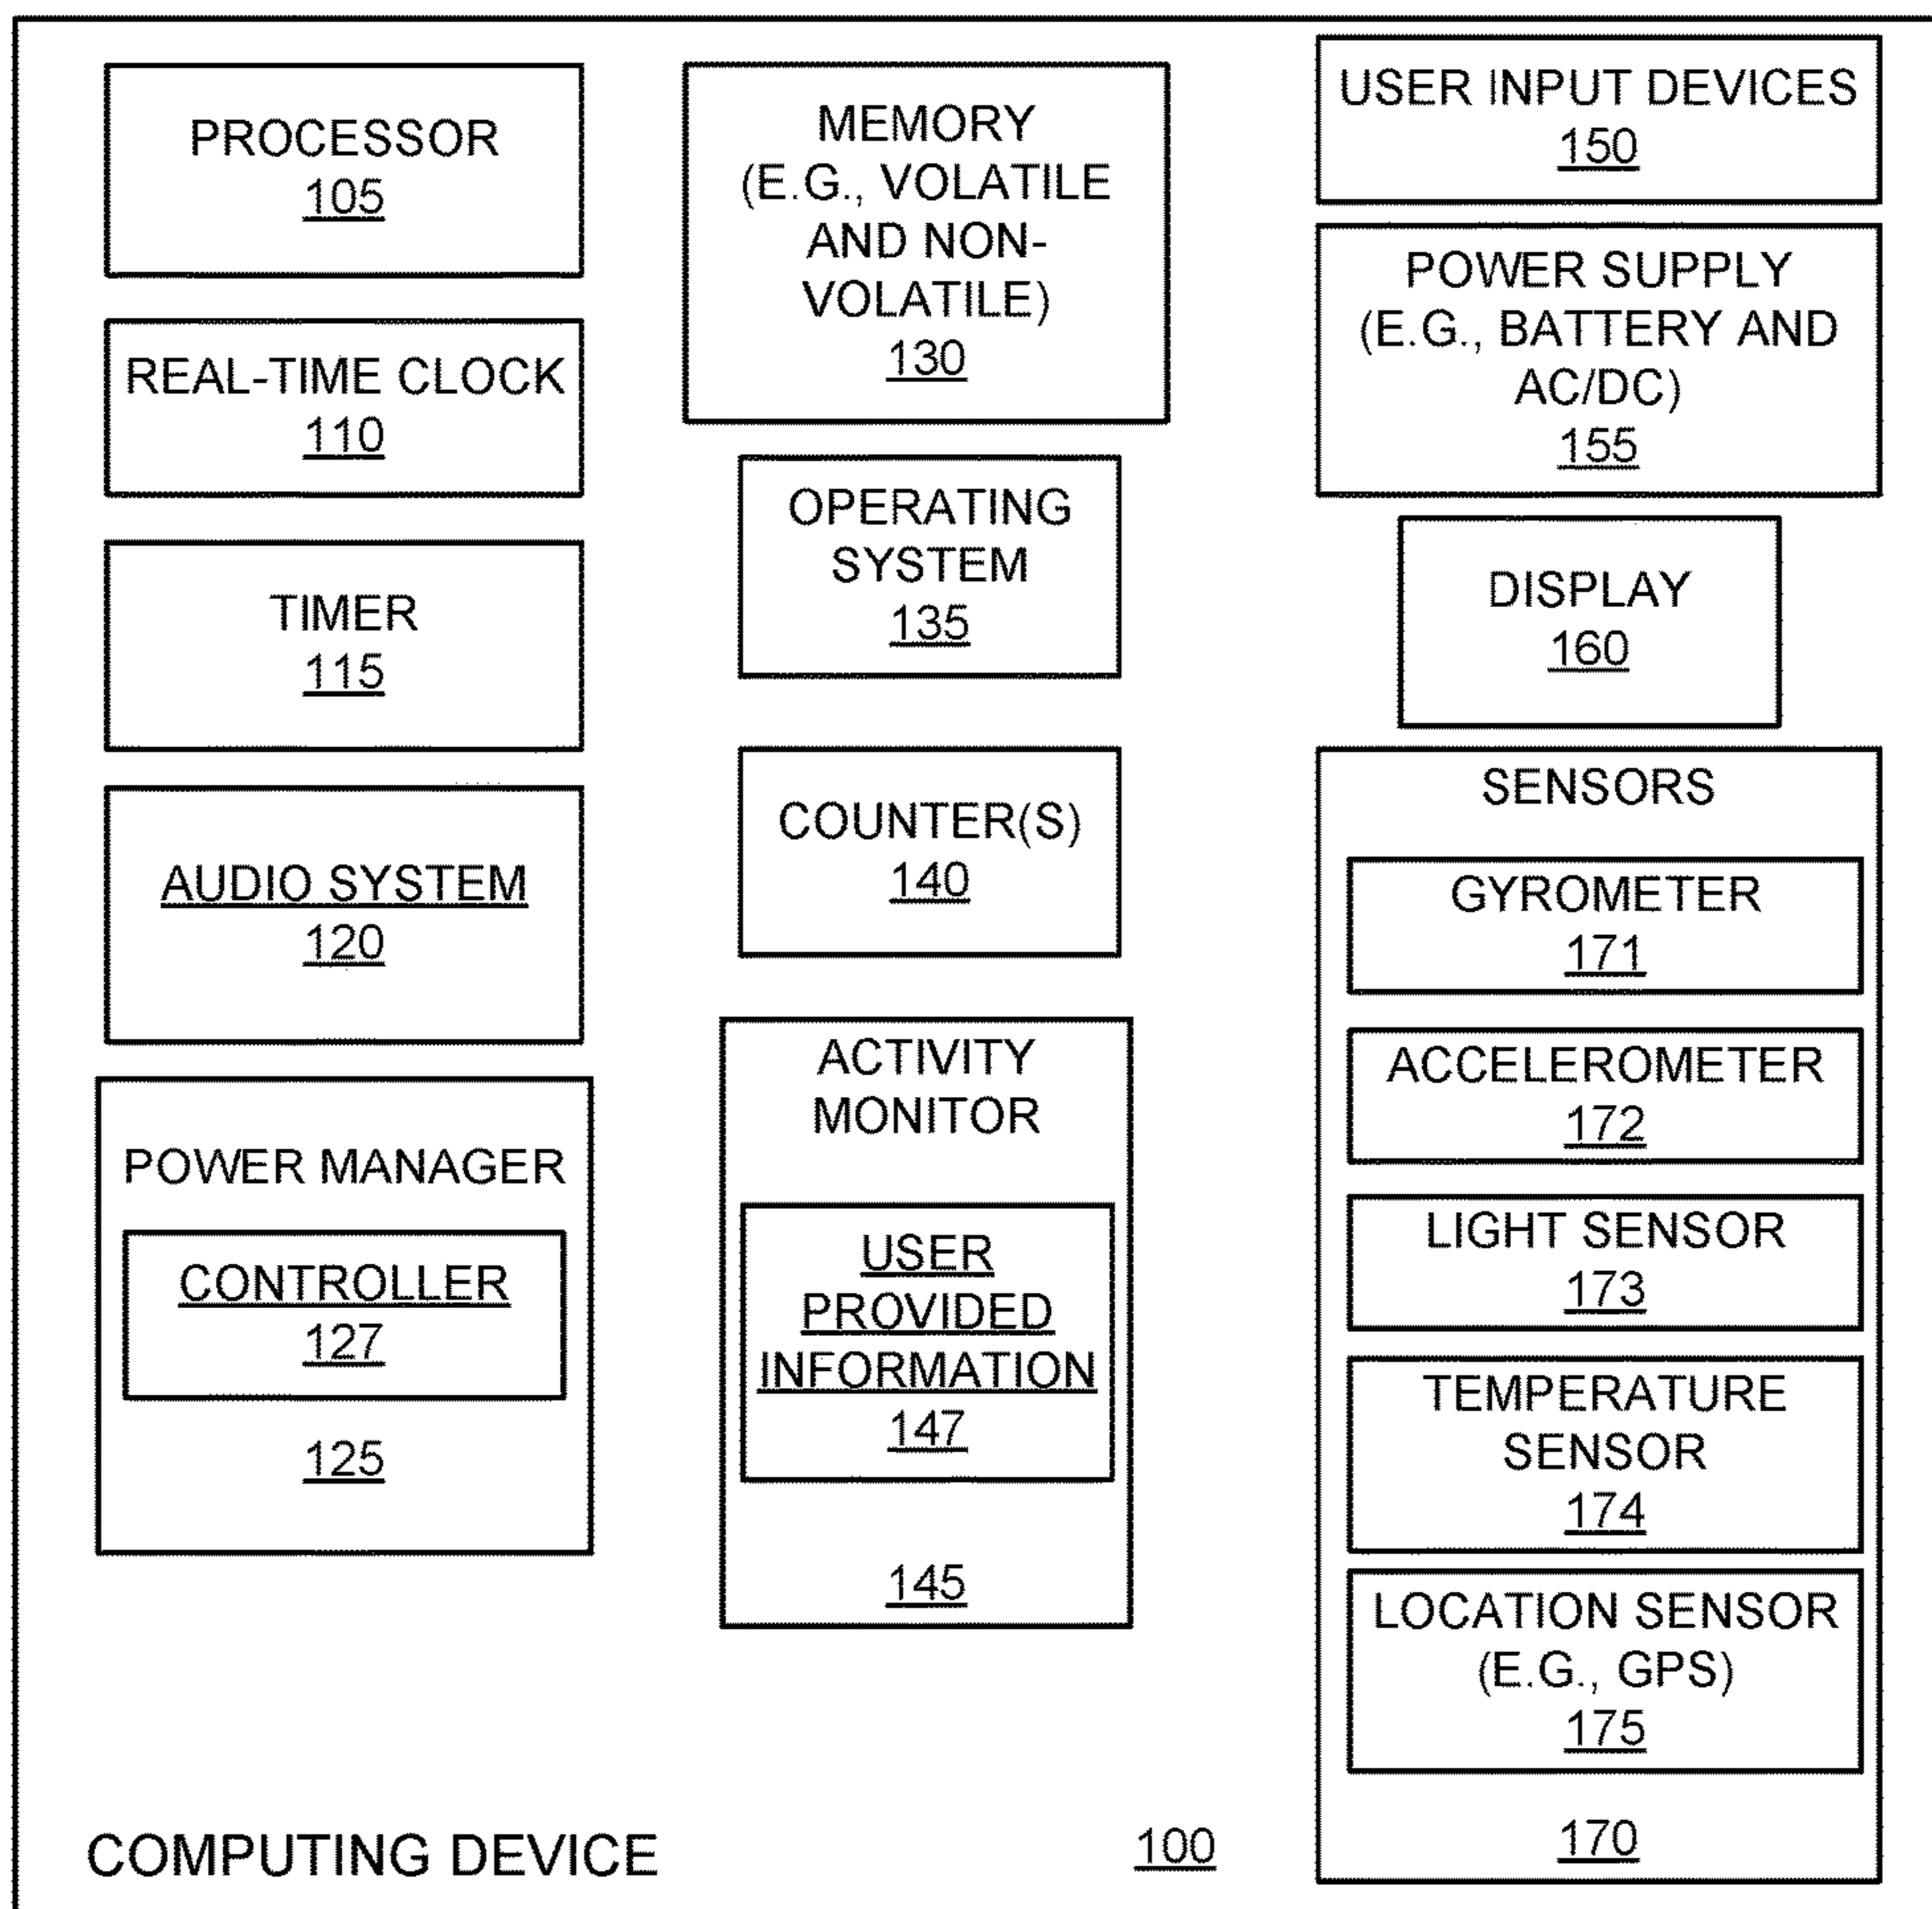 PROCESSOR
105
REAL-TIME CLOCK
110
TIMER
115
AUDIO SYSTEM
120
POWER MANAGER
CONTROLLER
127
125
MEMORY
(E.G., VOLATILE
AND NON-
VOLATILE)
130
OPERATING
SYSTEM
135
COUNTER(S)
140
ACTIVITY
MONITOR
USER
PROVIDED
INFORMATION
147
145
USER INPUT DEVICES
150
POWER SUPPLY
(E.G., BATTERY AND
AC/DC)
155
DISPLAY
160
SENSORS
GYROMETER
171
ACCELEROMETER
172
LIGHT SENSOR
173
TEMPERATURE
SENSOR
174
LOCATION SENSOR
(E.G., GPS)
175
170
COMPUTING DEVICE
100